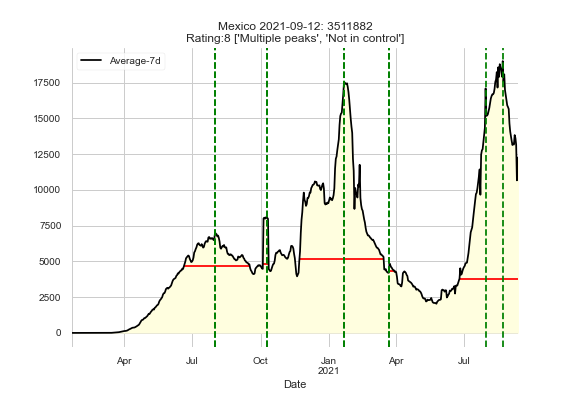 Mexico 2021-09-12: 3511882
Rating:8 ['Multiple peaks', 'Not in control']
Average-7d
17500
15000
12500
10000
7500
5000
2500
0
Apr Jul Oct Jan Apr Jul
2021
Date